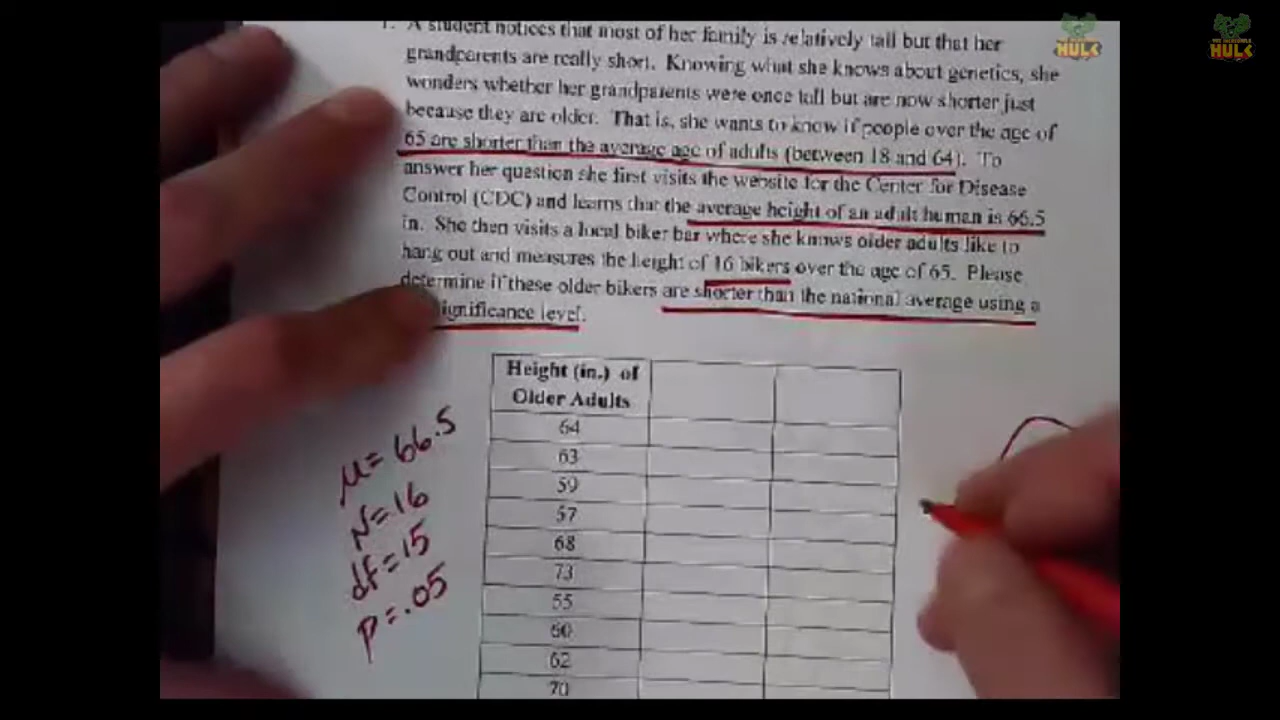 1. A student notices that most of her family is relatively tall but that her
grandparents are really short. Knowing what she knows about genetics, she
wonders whether her grandparents were once tall but are now shorter just
because they are older. That is, she wants to know if people over the age of
65 are shorter than the average age of adults (between 18 and 64). To
answer her question she first visits the website for the Center for Disease
Control (CDC) and learns that the average height of an adult human is 66.5
in. She then visits a local biker bar where she knows older adults like to
hang out and measures the height of 16 bikers over the age of 65. Please
determine if these older bikers are shorter than the national average using a
significance level.
Height (in.) of
Older Adults
64
63
59
57
68
73
55
60
62
70
μ=66.5
N=16
df=15
p=.05
HULK
HULK